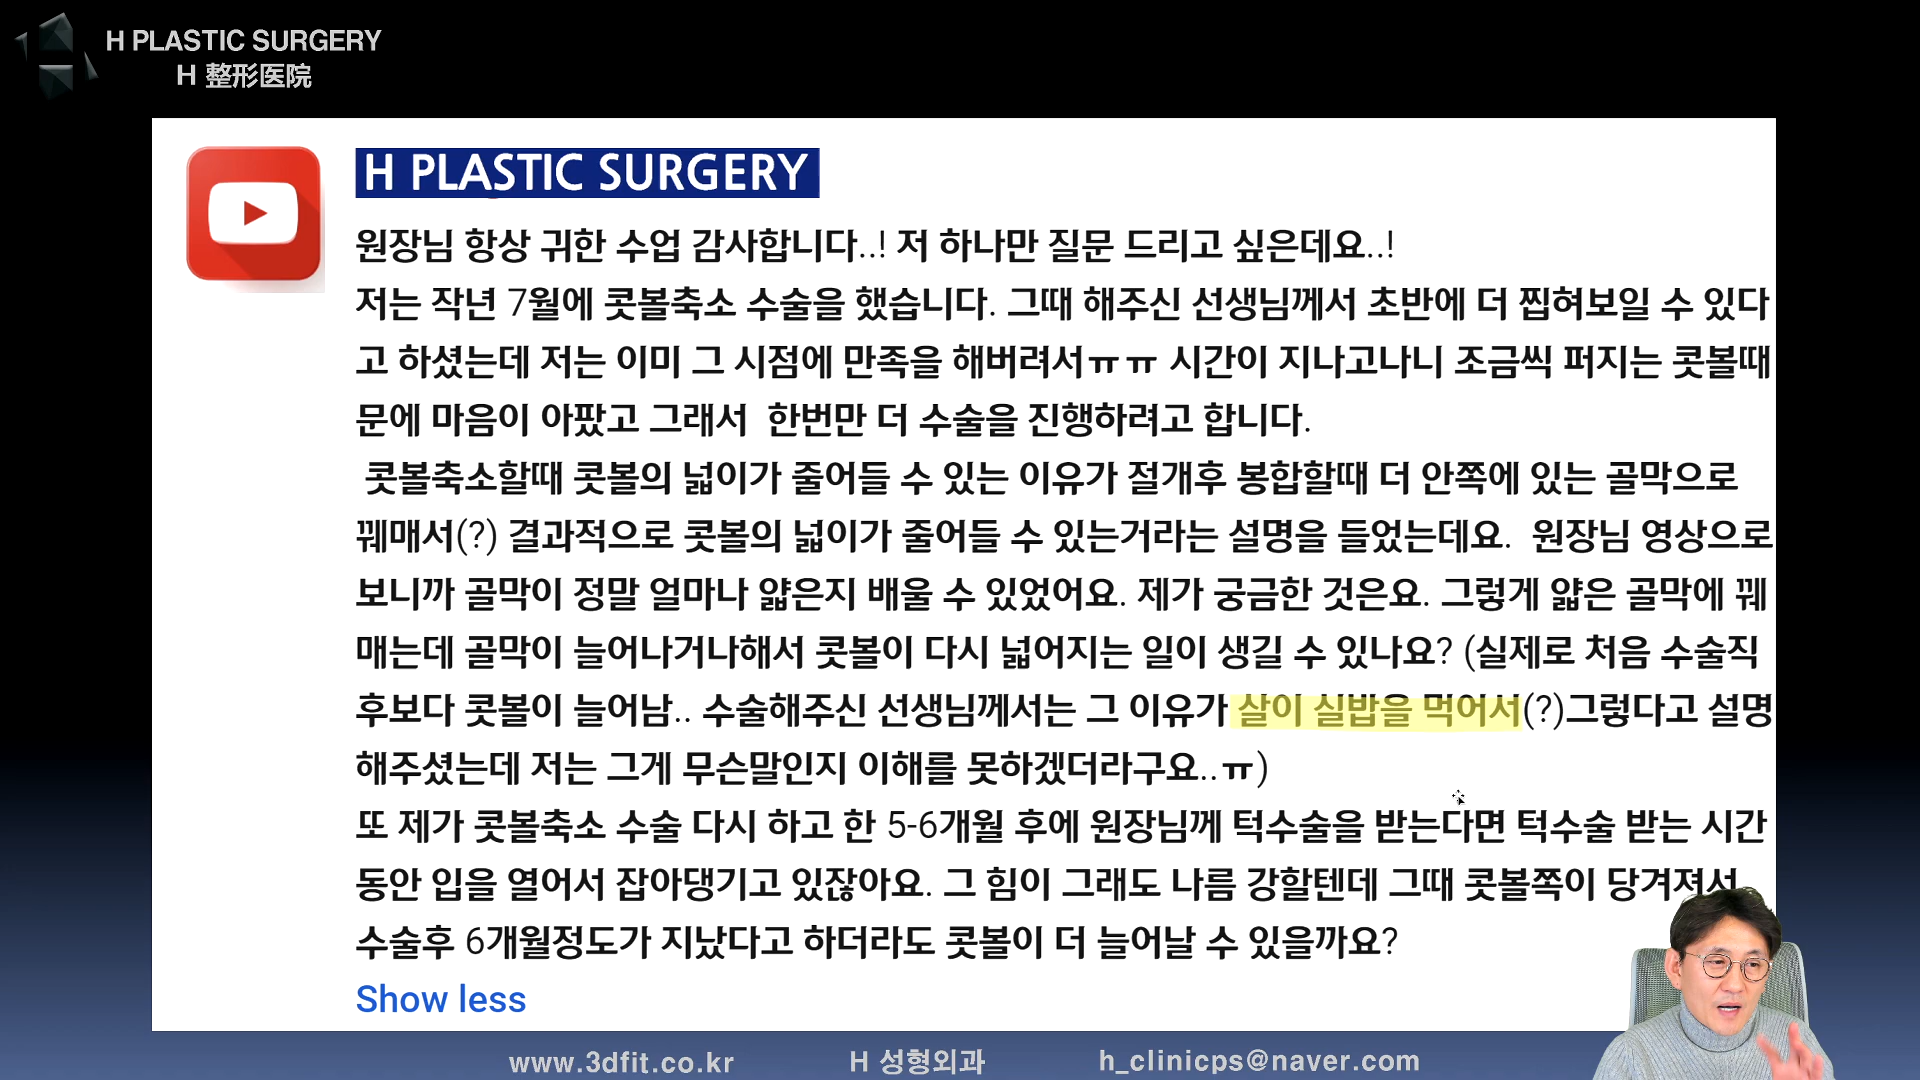 H PLASTIC SURGERY
H 整形医院
H PLASTIC SURGERY
원장님 항상 귀한 수업 감사합니다..! 저 하나만 질문 드리고 싶은데요..!
저는 작년 7월에 콧볼축소 수술을 했습니다. 그때 해주신 선생님께서 초반에 더 찝혀보일 수 있다
고 하셨는데 저는 이미 그 시점에 만족을 해버려서ㅠㅠ 시간이 지나고나니 조금씩 퍼지는 콧볼때
문에 마음이 아팠고 그래서 한번만 더 수술을 진행하려고 합니다.
콧볼축소할때 콧볼의 넓이가 줄어들 수 있는 이유가 절개후 봉합할때 더 안쪽에 있는 골막으로
꿰매서(?) 결과적으로 콧볼의 넓이가 줄어들 수 있는거라는 설명을 들었는데요. 원장님 영상으로
보니까 골막이 정말 얼마나 얇은지 배울 수 있었어요. 제가 궁금한 것은요. 그렇게 얇은 골막에 꿰
매는데 골막이 늘어나거나해서 콧볼이 다시 넓어지는 일이 생길 수 있나요? (실제로 처음 수술직
후보다 콧볼이 늘어남.. 수술해주신 선생님께서는 그 이유가 살이 실밥을 먹어서(?)그렇다고 설명
해주셨는데 저는 그게 무슨말인지 이해를 못하겠더라구요..ㅠ)
또 제가 콧볼축소 수술 다시 하고 한 5-6개월 후에 원장님께 턱수술을 받는다면 턱수술 받는 시간
동안 입을 열어서 잡아댕기고 있잖아요. 그 힘이 그래도 나름 강할텐데 그때 콧볼쪽이 당겨져서
수술후 6개월정도가 지났다고 하더라도 콧볼이 더 늘어날 수 있을까요?
Show less
www.3dfit.co.kr
H 성형외과
h_clinicps@naver.com